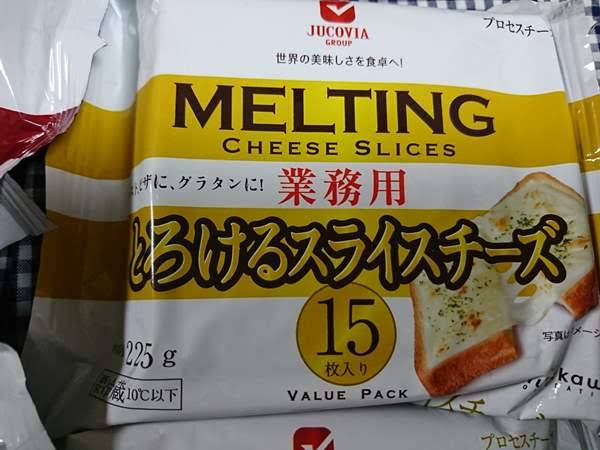 JUCOVIA
GROUP
プロセスチー
世界の美味しさを食卓へ!
MELTING
CHEESE SLICES
ザに、グラタンに!
業務用
とろけるスライスチーズ
15
枚入り
225g
10℃以下
VALUE PACK
写真はイメージ
kaw
プロセスチーズ